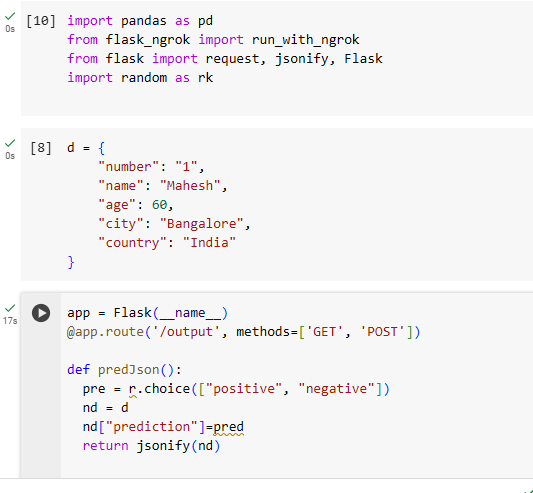 [10] import pandas as pd
0s
from flask_ngrok import run_with_ngrok
from flask import request, jsonify, Flask
import random as rk
[8] d = {
0s
"number": "1",
"name": "Mahesh",
"age": 60,
"city": "Bangalore",
"country": "India"
}
app = Flask(__name__)
17s
@app.route('/output', methods=['GET', 'POST'])
def predJson():
pre = r.choice(["positive", "negative"])
nd = d
nd["prediction"]=pred
return jsonify(nd)